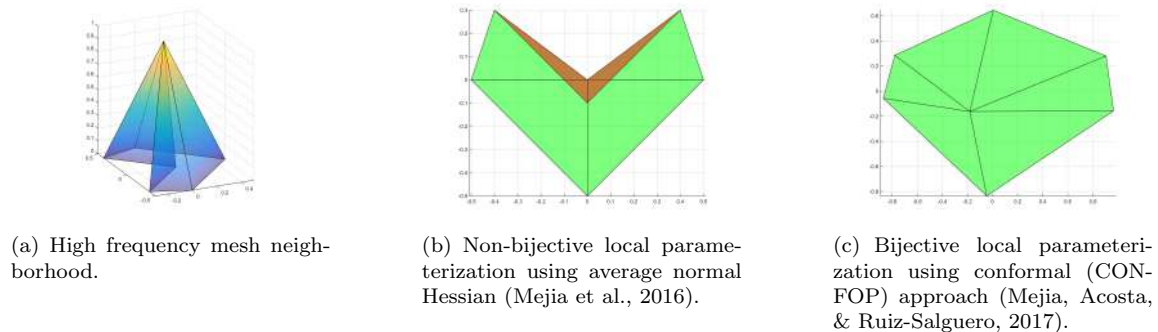 (a) High frequency mesh neigh-
borhood.
(b) Non-bijective local parame-
terization using average normal
Hessian (Mejia et al., 2016).
(c) Bijective local parameteri-
zation using conformal (CON-
FOP) approach (Mejia, Acosta,
& Ruiz-Salguero, 2017).